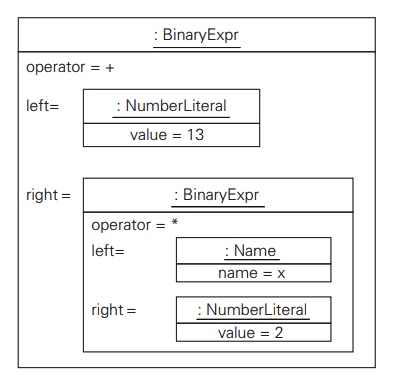 : BinaryExpr
operator = +
left=
: NumberLiteral
value = 13
right =
: BinaryExpr
operator = *
left=
: Name
name = x
right =
: NumberLiteral
value = 2